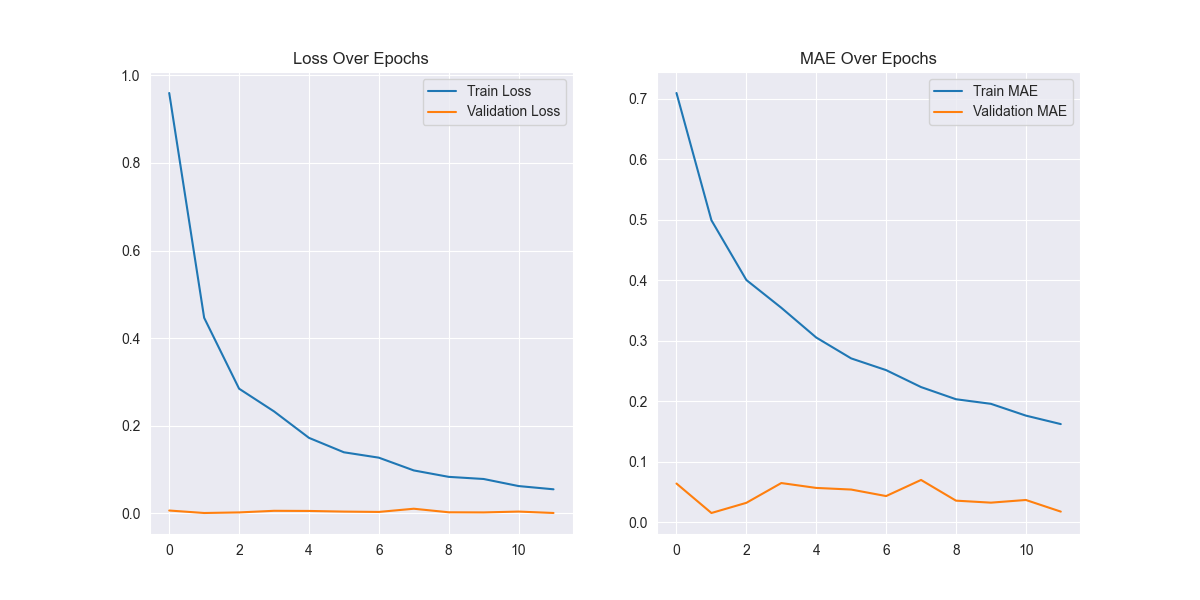 Loss Over Epochs
1.0
0.8
0.6
0.4
0.2
0.0
0 2 4 6 8 10
Train Loss
Validation Loss
MAE Over Epochs
0.7
0.6
0.5
0.4
0.3
0.2
0.1
0.0
0 2 4 6 8 10
Train MAE
Validation MAE